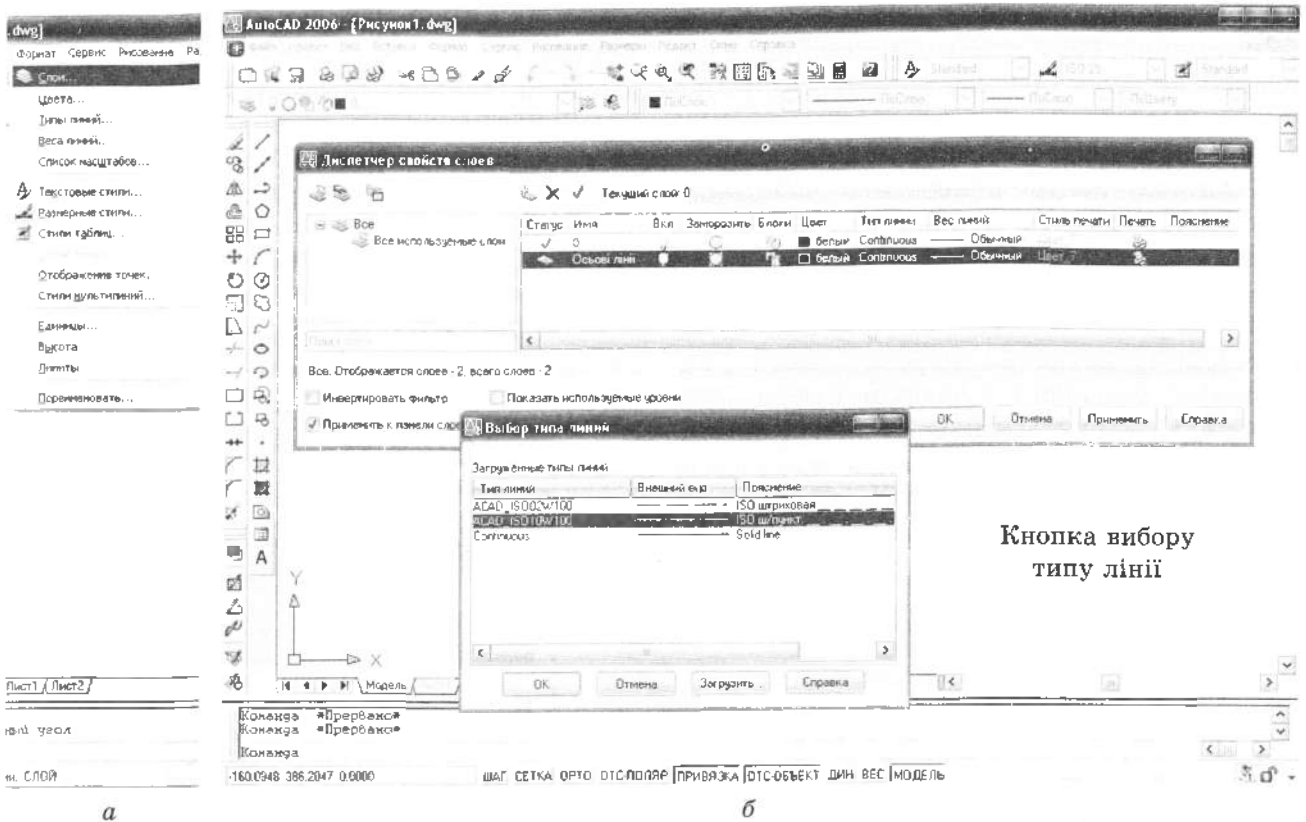 .dwg]
Формат Сервис Рисование Ра
Слои...
Цвета...
Типы линий...
Веса линий...
Список масштабов...
Текстовые стили...
Размерные стили...
Стили таблиц...
Отображение точек.
Стили мультилиний...
Единицы...
Высота
Лимиты
Переименовать...
Лист1 / Лист2 /
угол
СЛОЙ
а
AutoCAD 2006 - [Рисунок1.dwg]
Standard
ISO-25
Standard
ПоСлою
ПоСлою
ПоСлою
ПоЦвету
Диспетчер свойств слоев
Текущий слой: 0
Все
Все используемые слои
Статус Имя Вкл Заморозить Блоки Цвет Тип линий Вес линий Стиль печати Печать Пояснение
0 белый Continuous Обычный
Осьові лінії белый Continuous Обычный Цвет_7
Все. Отображается слоев - 2, всего слоев - 2
Инвертировать фильтр Показать используемые уровни
Применить к панели слое
OK Отмена Применить Справка
Выбор типа линий
Загруженные типы линий
Тип линий Внешний вид Пояснение
ACAD_ISO02W100 ISO штриховая
ACAD_ISO10W100 ISO ш/пункт
Continuous Solid line
OK Отмена Загрузить... Справка
Кнопка вибору
типу лінії
Y
X
Модель
Команда *Прервано*
Команда *Прервано*
Команда
-160.0948 386.2047 0.0000 ШАГ СЕТКА ОРТО ОТС-ПОЛЯР ПРИВЯЗКА ОТС-ОБЪЕКТ ДИН ВЕС МОДЕЛЬ
б